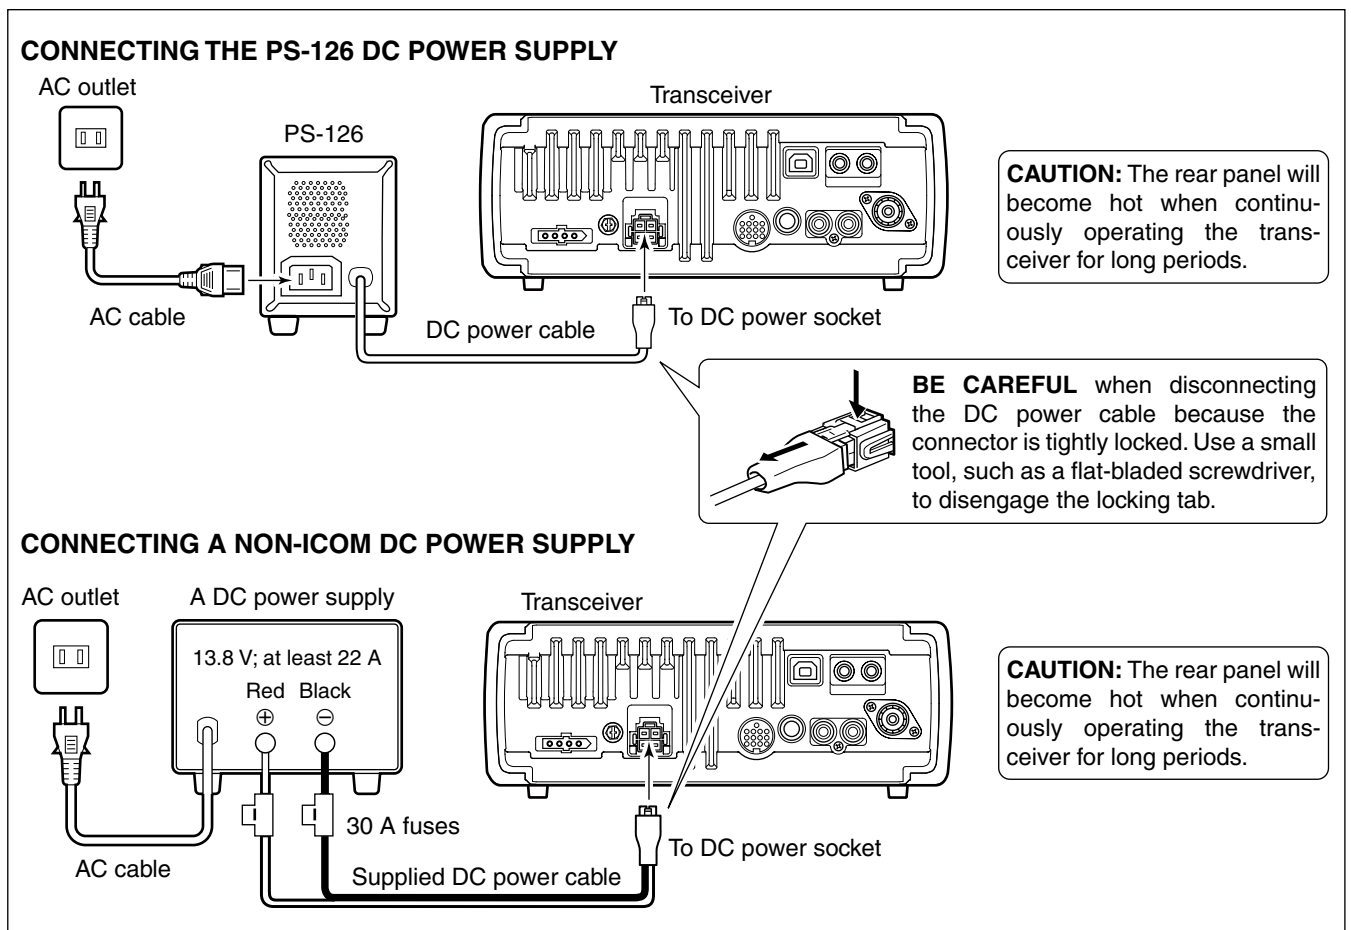 CONNECTING THE PS-126 DC POWER SUPPLY
AC outlet
PS-126
Transceiver
AC cable
DC power cable
To DC power socket
CAUTION: The rear panel will
become hot when continu-
ously operating the trans-
ceiver for long periods.
BE CAREFUL when disconnecting
the DC power cable because the
connector is tightly locked. Use a small
tool, such as a flat-bladed screwdriver,
to disengage the locking tab.
CONNECTING A NON-ICOM DC POWER SUPPLY
AC outlet
A DC power supply
Transceiver
13.8 V; at least 22 A
Red Black
⊕ ⊖
30 A fuses
AC cable
Supplied DC power cable
To DC power socket
CAUTION: The rear panel will
become hot when continu-
ously operating the trans-
ceiver for long periods.